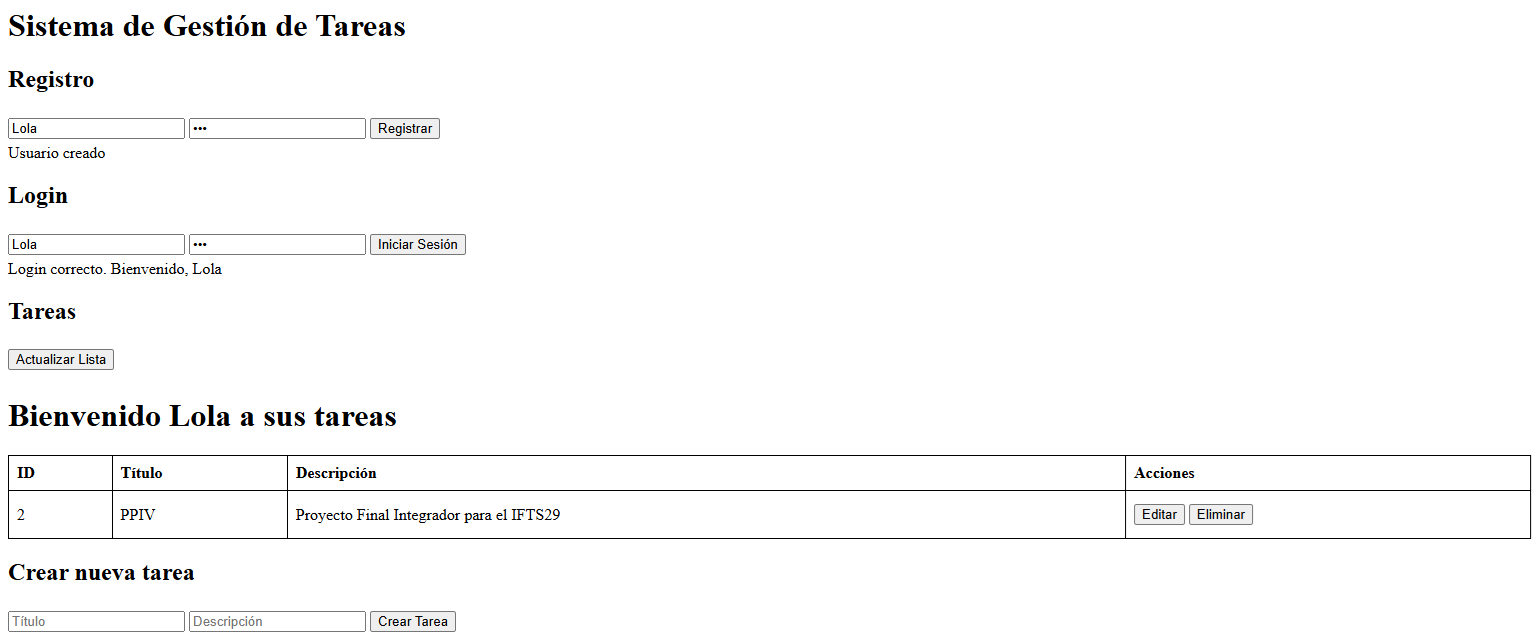 Sistema de Gestión de Tareas
Registro
Lola ••• Registrar
Usuario creado
Login
Lola ••• Iniciar Sesión
Login correcto. Bienvenido, Lola
Tareas
Actualizar Lista
Bienvenido Lola a sus tareas
ID Título Descripción Acciones
2 PPIV Proyecto Final Integrador para el IFTS29 Editar Eliminar
Crear nueva tarea
Título Descripción Crear Tarea